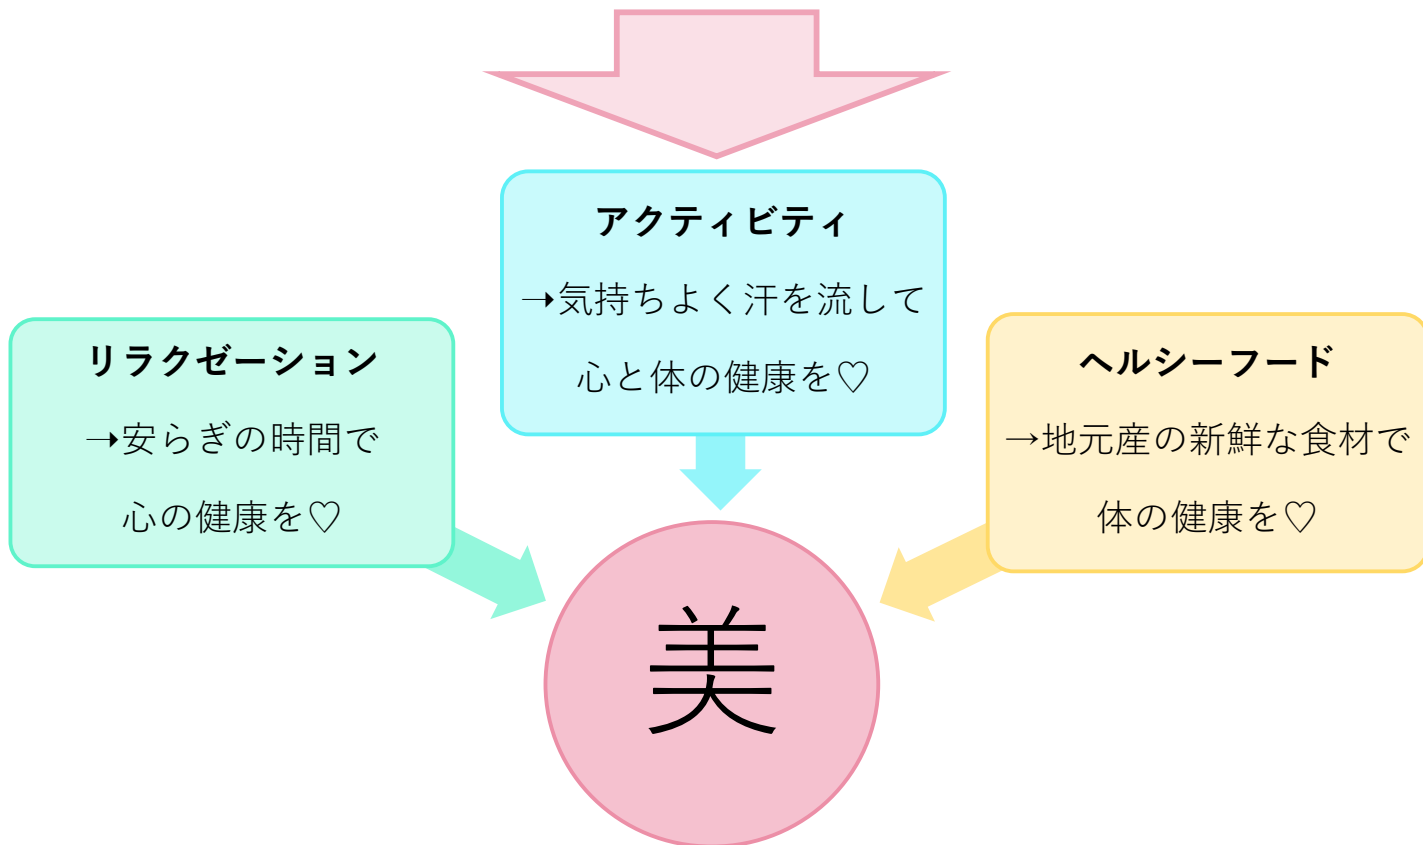 アクティビティ
→気持ちよく汗を流して
心と体の健康を♡
リラクゼーション
→安らぎの時間で
心の健康を♡
ヘルシーフード
→地元産の新鮮な食材で
体の健康を♡
美